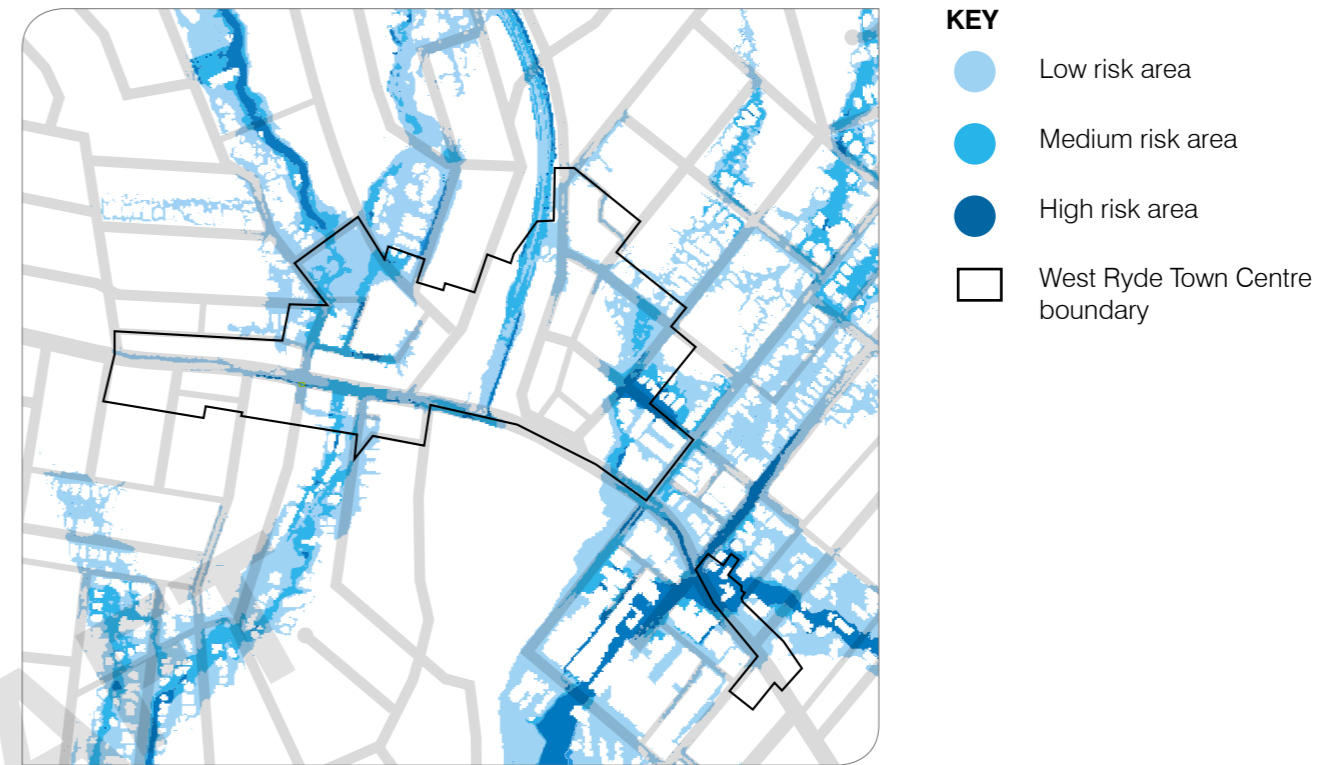 KEY
Low risk area
Medium risk area
High risk area
West Ryde Town Centre
boundary